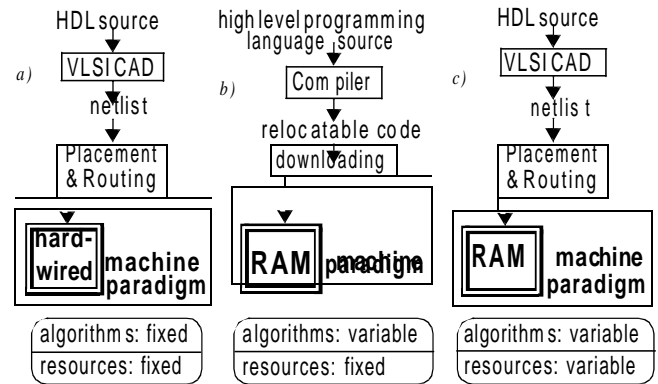 a)
HDL source
VLSI CAD
netlist
Placement
& Routing
hard-
wired
machine
paradigm
algorithms: fixed
resources: fixed
b)
high level programming
language source
Compiler
relocatable code
downloading
RAM
machine
paradigm
algorithms: variable
resources: fixed
c)
HDL source
VLSI CAD
netlist
Placement
& Routing
RAM
machine
paradigm
algorithms: variable
resources: variable